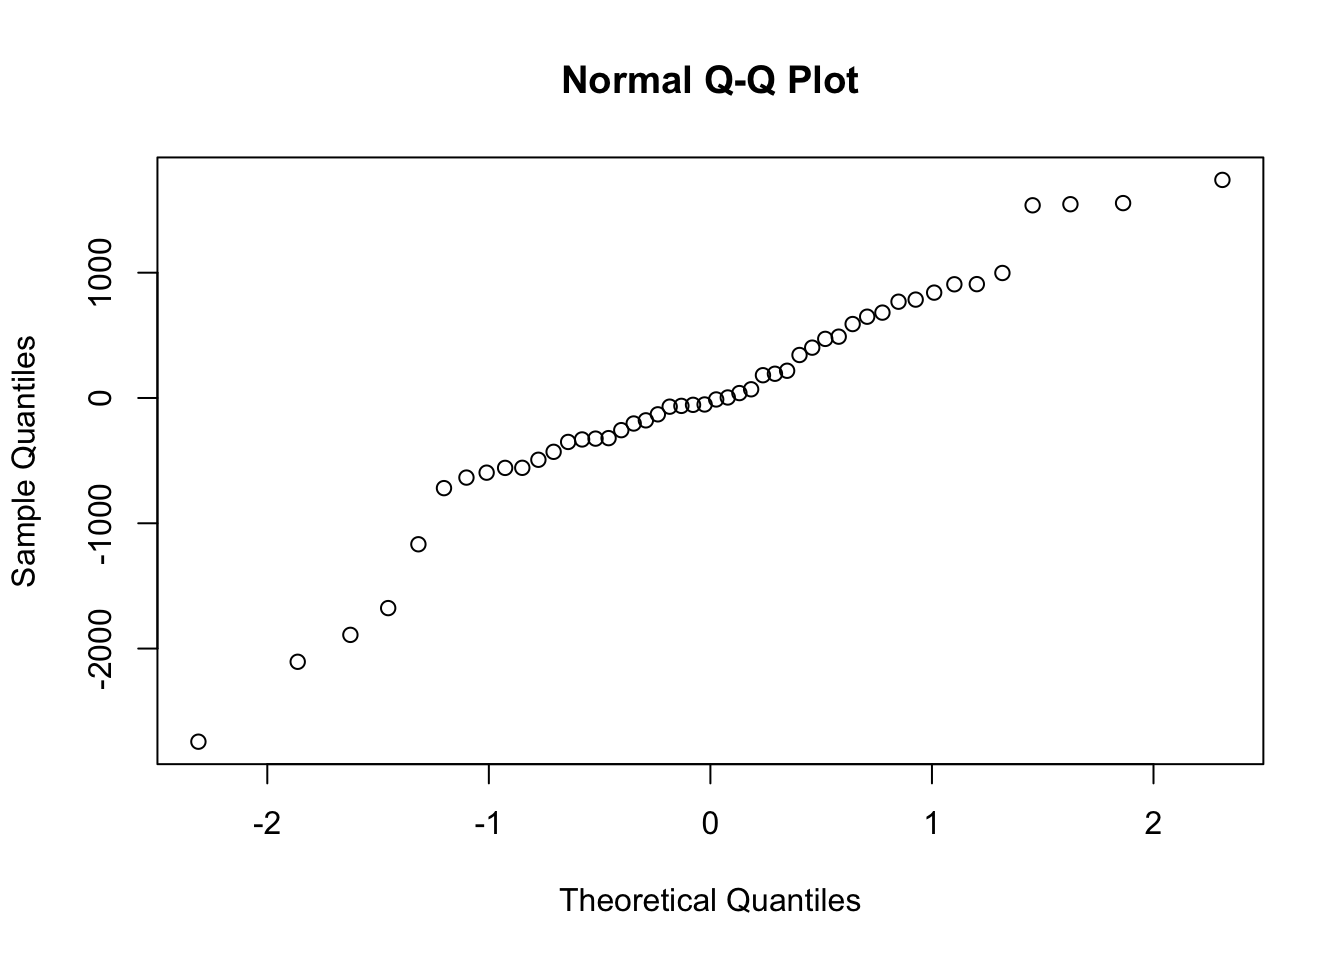 Normal Q-Q Plot
Sample Quantiles
1000
0
-1000
-2000
-2 -1 0 1 2
Theoretical Quantiles